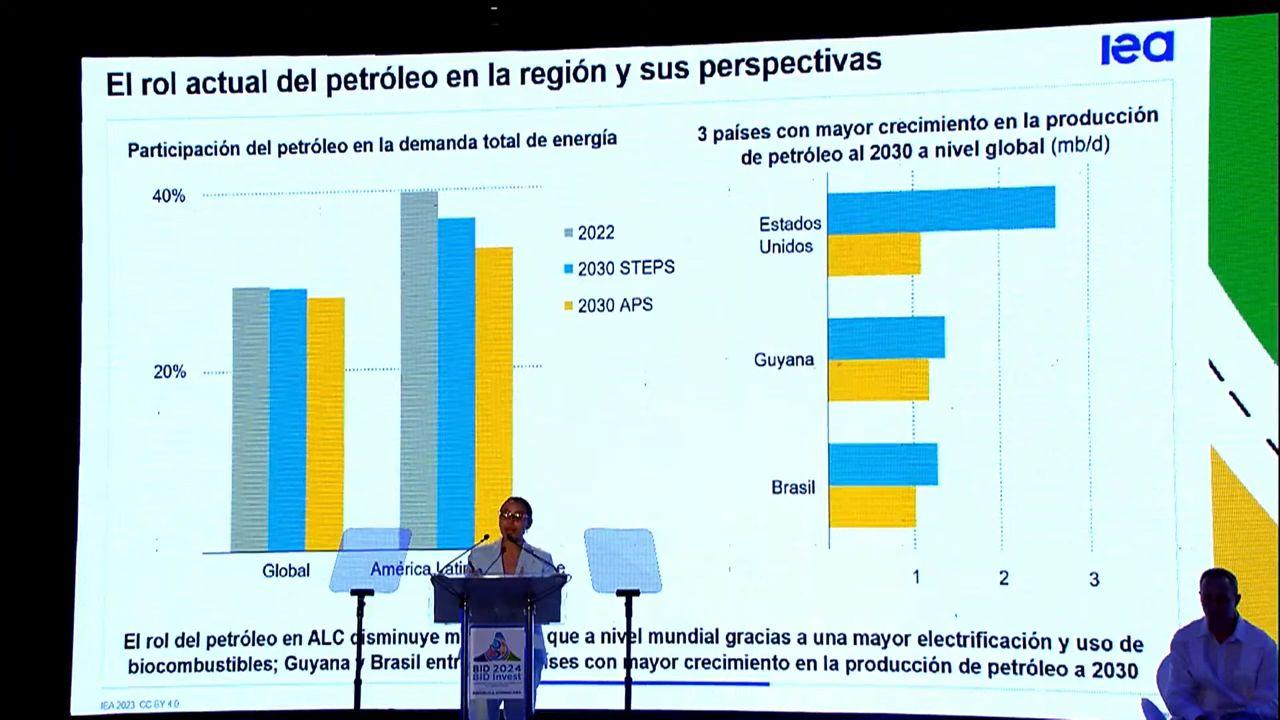 iea
El rol actual del petróleo en la región y sus perspectivas
Participación del petróleo en la demanda total de energía
40%
20%
2022
2030 STEPS
2030 APS
Global
América Latin
e
3 países con mayor crecimiento en la producción
de petróleo al 2030 a nivel global (mb/d)
Estados
Unidos
Guyana
Brasil
1
2
3
El rol del petróleo en ALC disminuye m que a nivel mundial gracias a una mayor electrificación y uso de
biocombustibles; Guyana y Brasil entr íses con mayor crecimiento en la producción de petróleo a 2030
IEA 2023 CC BY 4.0
BID 2024
BID Invest